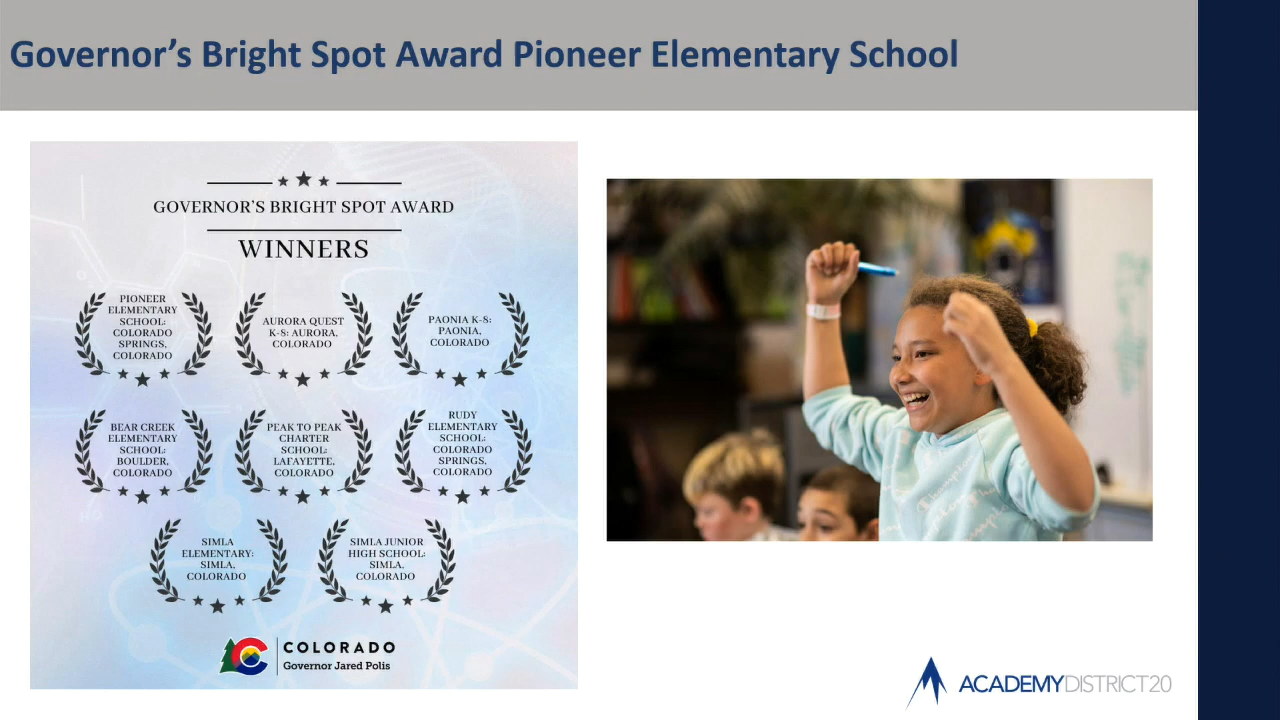 Governor’s Bright Spot Award Pioneer Elementary School
GOVERNOR’S BRIGHT SPOT AWARD
WINNERS
PIONEER
ELEMENTARY
SCHOOL:
COLORADO
SPRINGS,
COLORADO
AURORA QUEST
K-8: AURORA,
COLORADO
PAONIA K-8:
PAONIA,
COLORADO
BEAR CREEK
ELEMENTARY
SCHOOL:
BOULDER,
COLORADO
PEAK TO PEAK
CHARTER
SCHOOL:
LAFAYETTE,
COLORADO
RUDY
ELEMENTARY
SCHOOL:
COLORADO
SPRINGS,
COLORADO
SIMLA
ELEMENTARY:
SIMLA,
COLORADO
SIMLA JUNIOR
HIGH SCHOOL:
SIMLA,
COLORADO
COLORADO
Governor Jared Polis
ACADEMYDISTRICT20